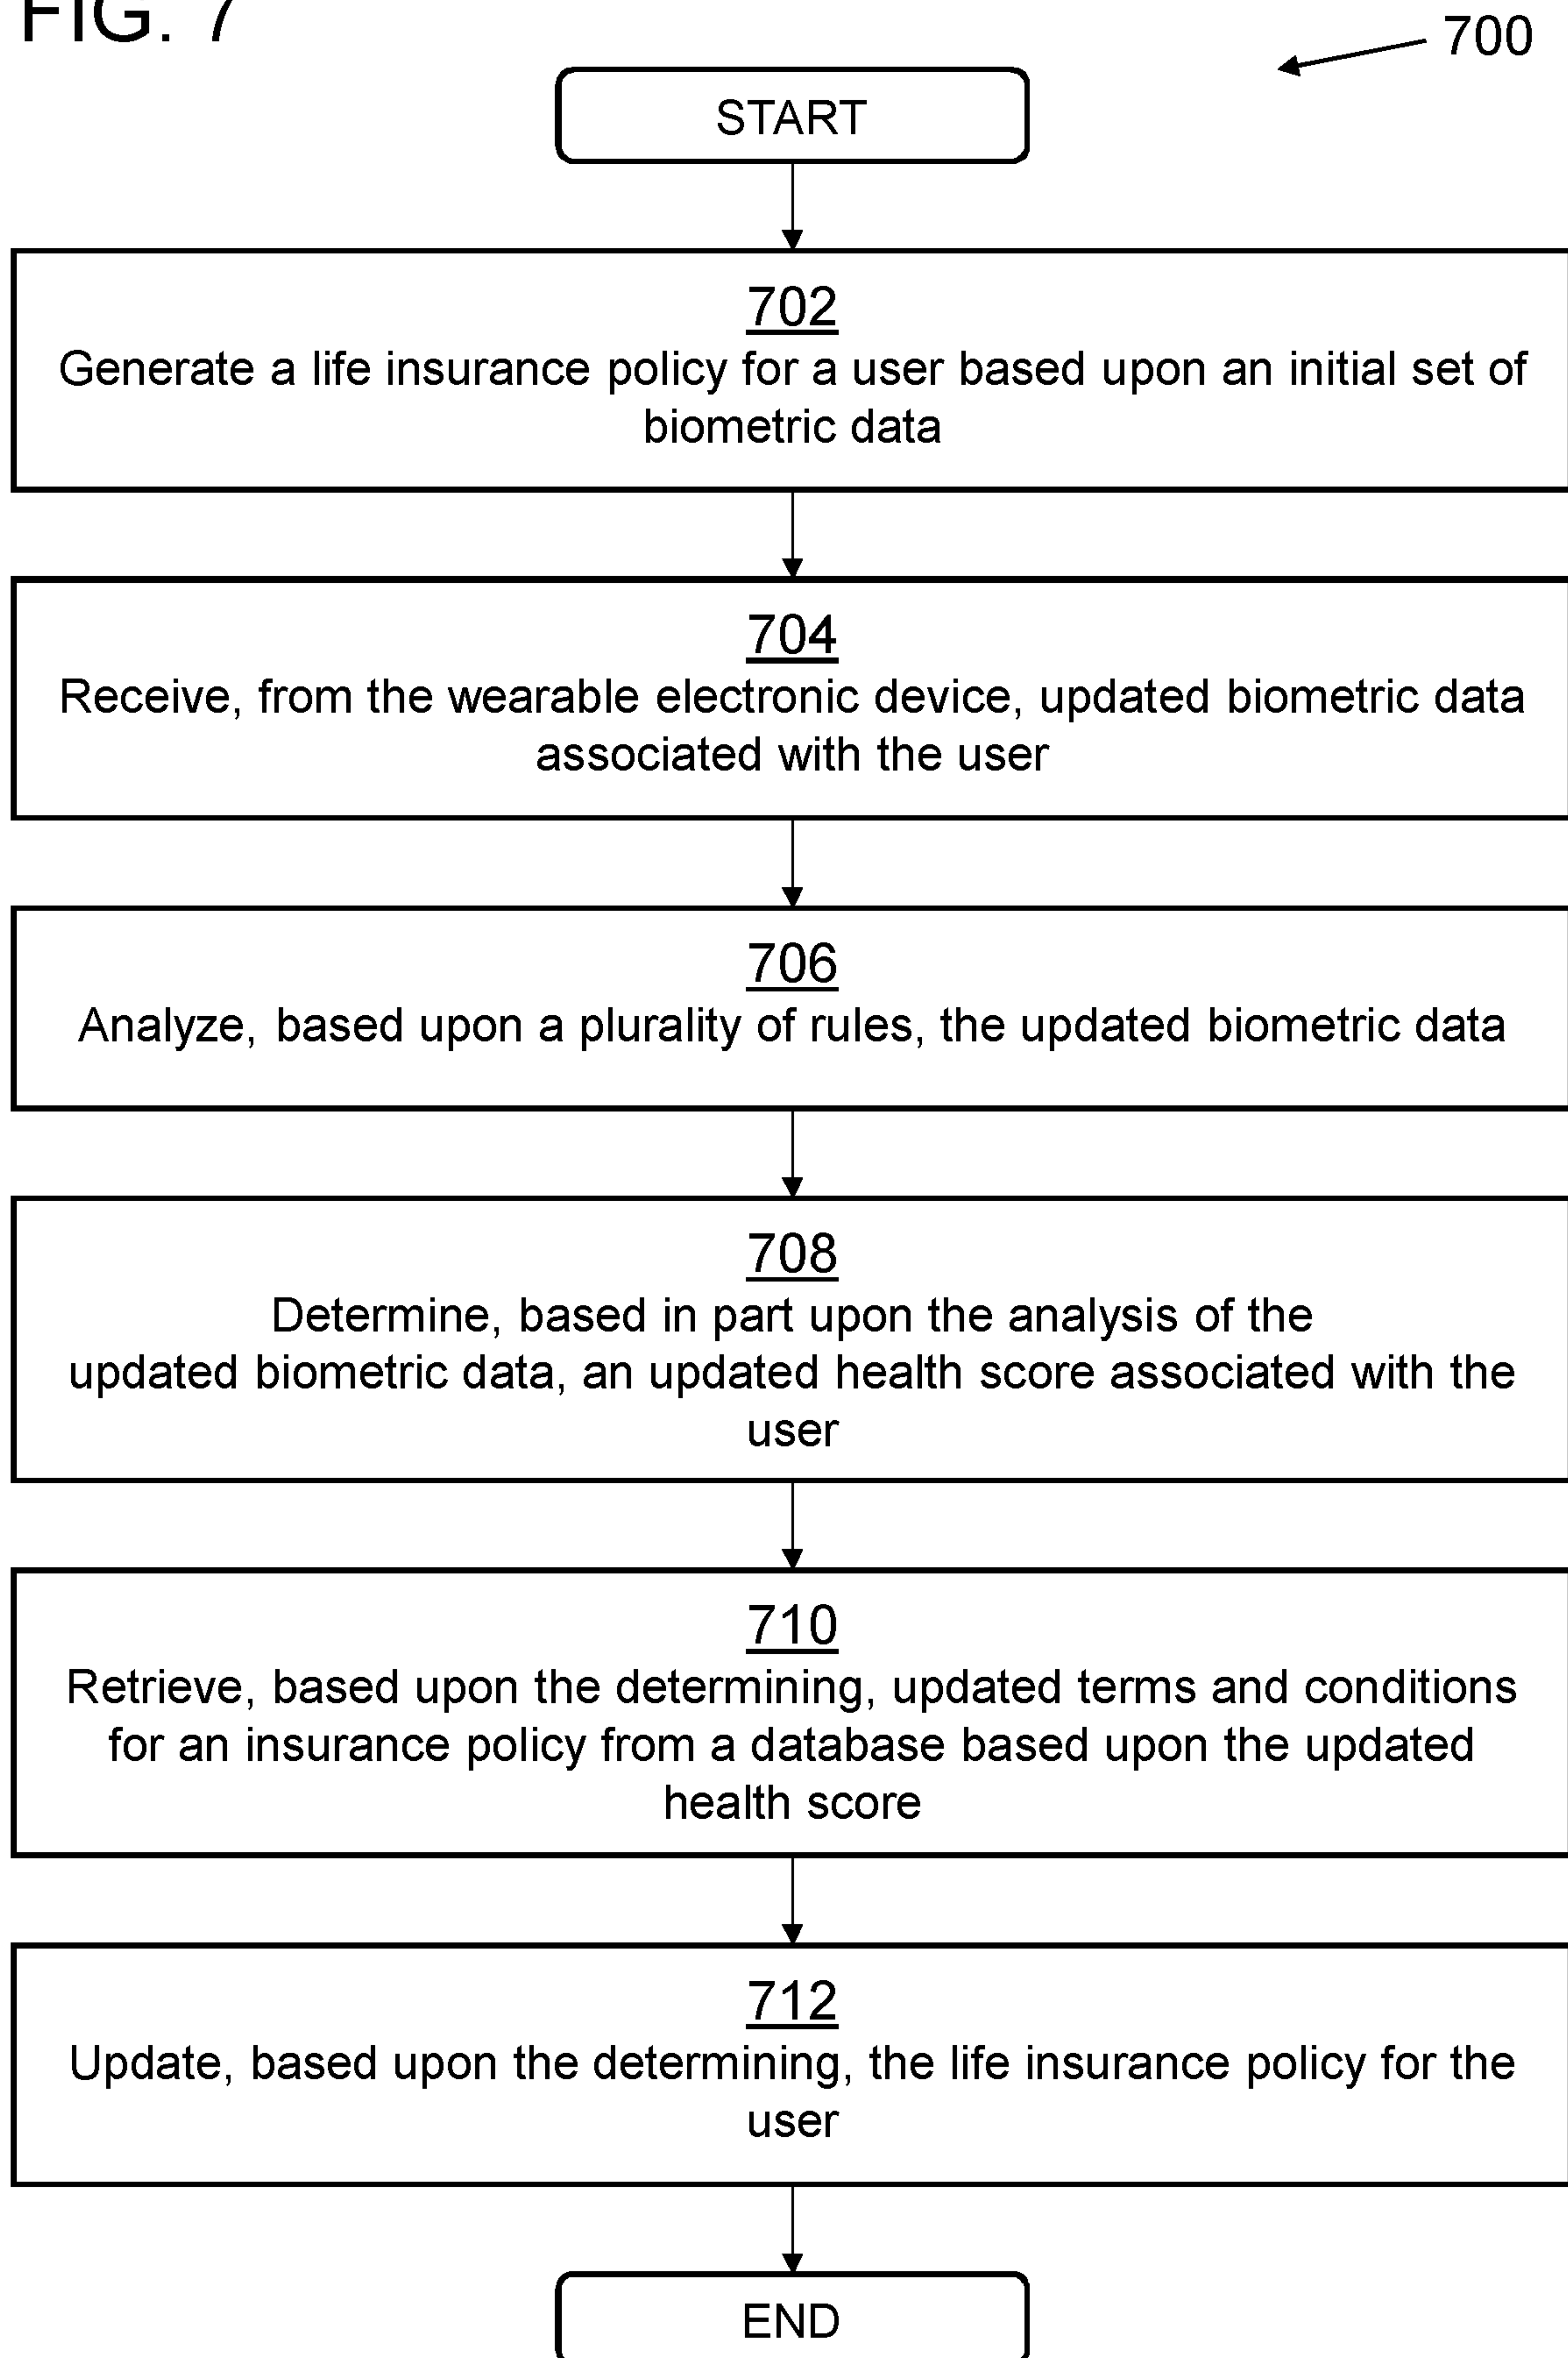 FIG. 7
700
START
702
Generate a life insurance policy for a user based upon an initial set of
biometric data
704
Receive, from the wearable electronic device, updated biometric data
associated with the user
706
Analyze, based upon a plurality of rules, the updated biometric data
708
Determine, based in part upon the analysis of the
updated biometric data, an updated health score associated with the
user
710
Retrieve, based upon the determining, updated terms and conditions
for an insurance policy from a database based upon the updated
health score
712
Update, based upon the determining, the life insurance policy for the
user
END